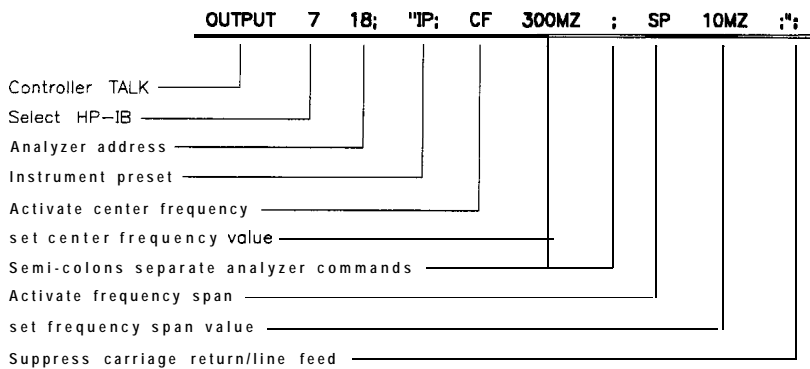 OUTPUT 7 18; "IP; CF 300MZ ; SP 10MZ ;";
Controller TALK
Select HP-IB
Analyzer address
Instrument preset
Activate center frequency
set center frequency value
Semi-colons separate analyzer commands
Activate frequency span
set frequency span value
Suppress carriage return/line feed